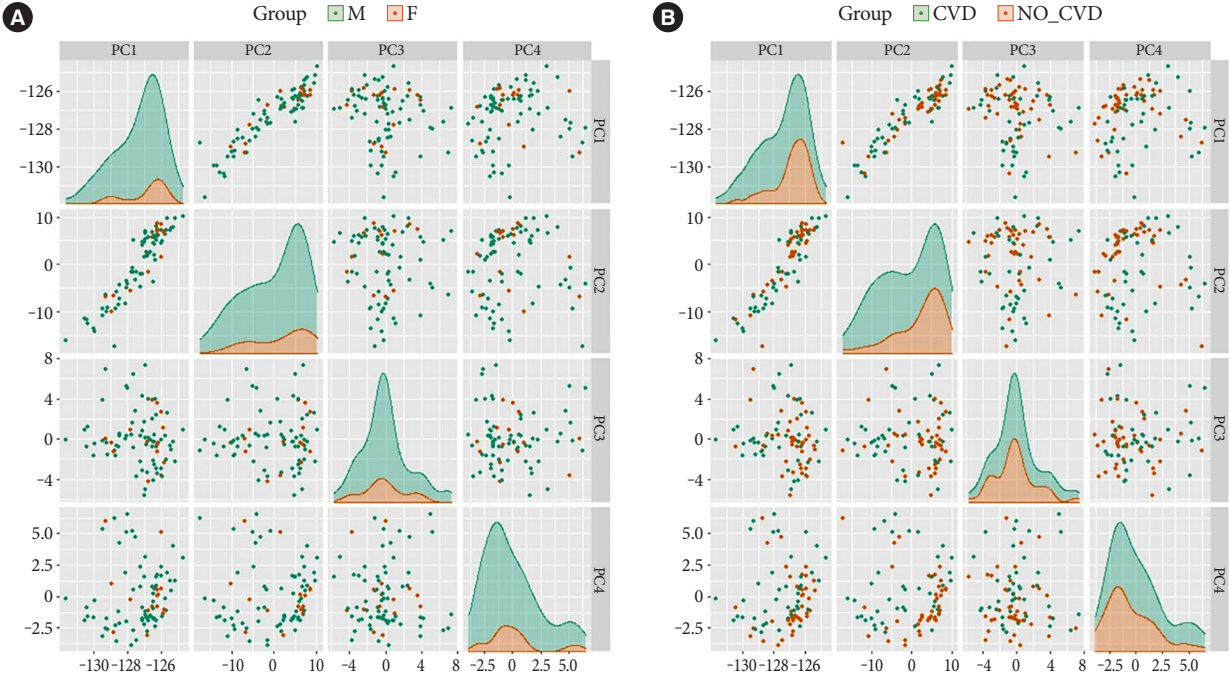 A
Group M F
PC1 PC2 PC3 PC4
−126
−128
−130
PC1
10
0
−10
PC2
8
4
0
−4
PC3
5.0
2.5
0
−2.5
PC4
−130 −128 −126 −10 0 10 −4 0 4 8 −2.5 0 2.5 5.0
B
Group CVD NO_CVD
PC1 PC2 PC3 PC4
−126
−128
−130
PC1
10
0
−10
PC2
8
4
0
−4
PC3
5.0
2.5
0
−2.5
PC4
−130 −128 −126 −10 0 10 −4 0 4 8 −2.5 0 2.5 5.0